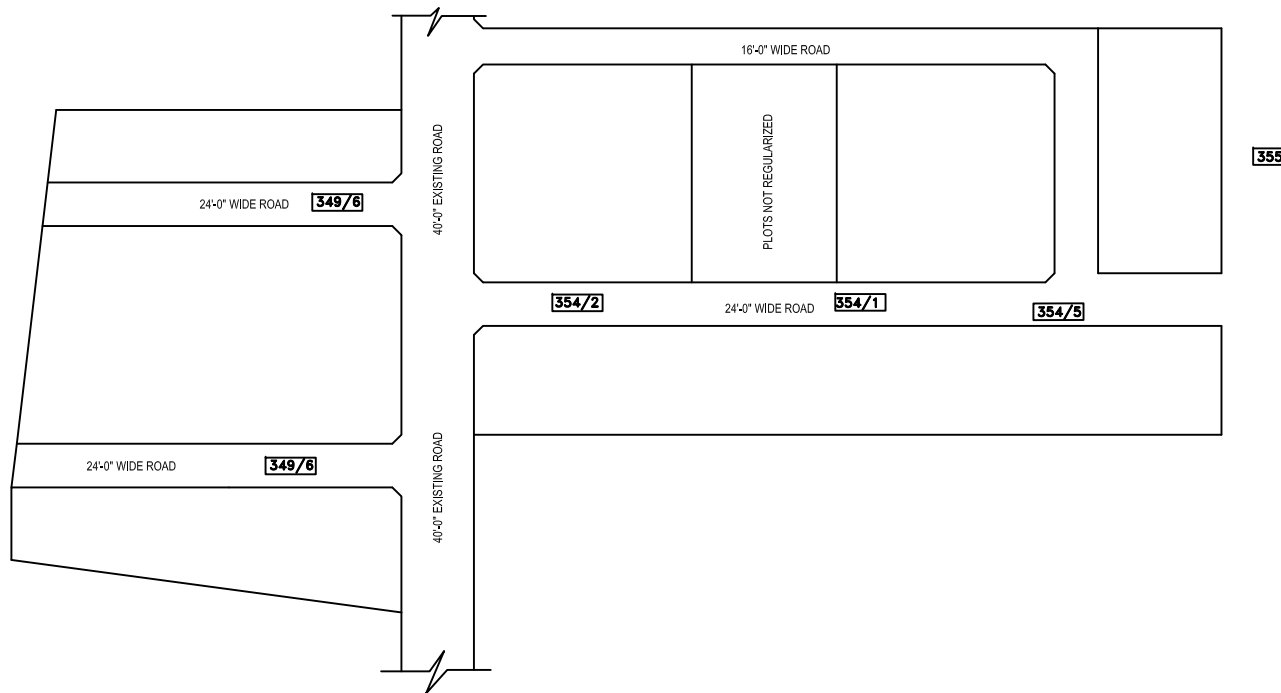 16'-0" WIDE ROAD
40'-0" EXISTING ROAD
PLOTS NOT REGULARIZED
355
24'-0" WIDE ROAD
349/6
354/2
24'-0" WIDE ROAD
354/1
354/5
40'-0" EXISTING ROAD
24'-0" WIDE ROAD
349/6